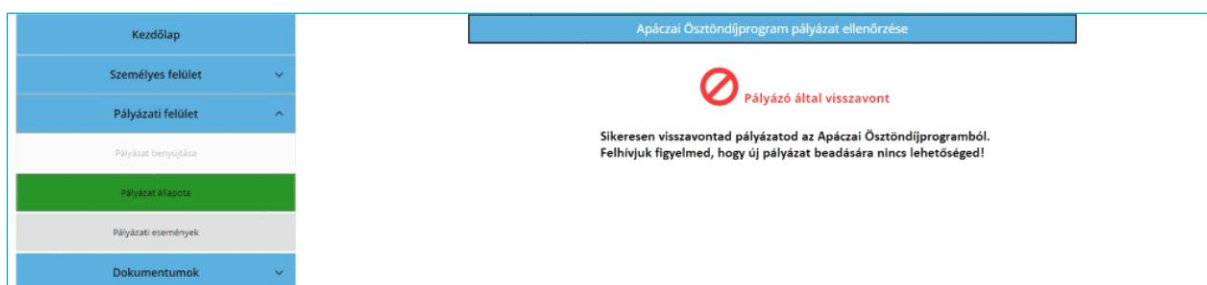 Kezdőlap
Személyes felület
Pályázati felület
Pályázat benyújtása
Pályázat állapota
Pályázati események
Dokumentumok
Apáczai Ösztöndíjprogram pályázat ellenőrzése
Pályázó által visszavont
Sikeresen visszavontad pályázatod az Apáczai Ösztöndíjprogramból.
Felhívjuk figyelmed, hogy új pályázat beadására nincs lehetőséged!